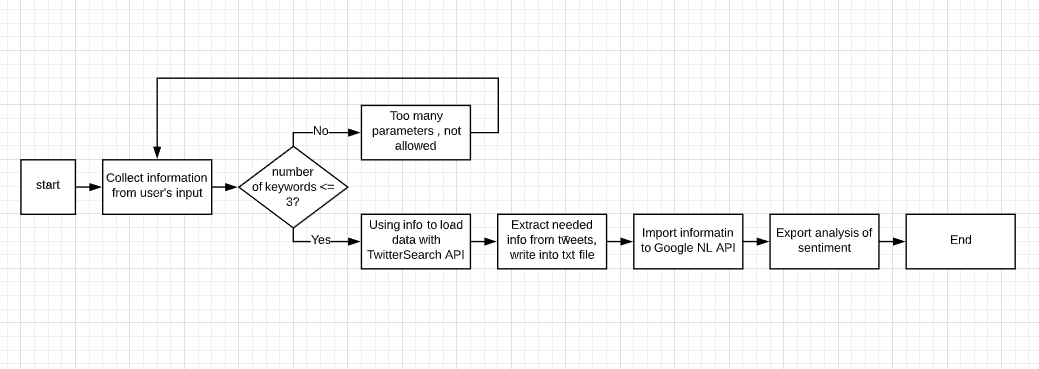 start
Collect information
from user's input
number
of keywords <=
3?
No
Too many
parameters , not
allowed
Yes
Using info to load
data with
TwitterSearch API
Extract needed
info from tweets,
write into txt file
Import informatin
to Google NL API
Export analysis of
sentiment
End